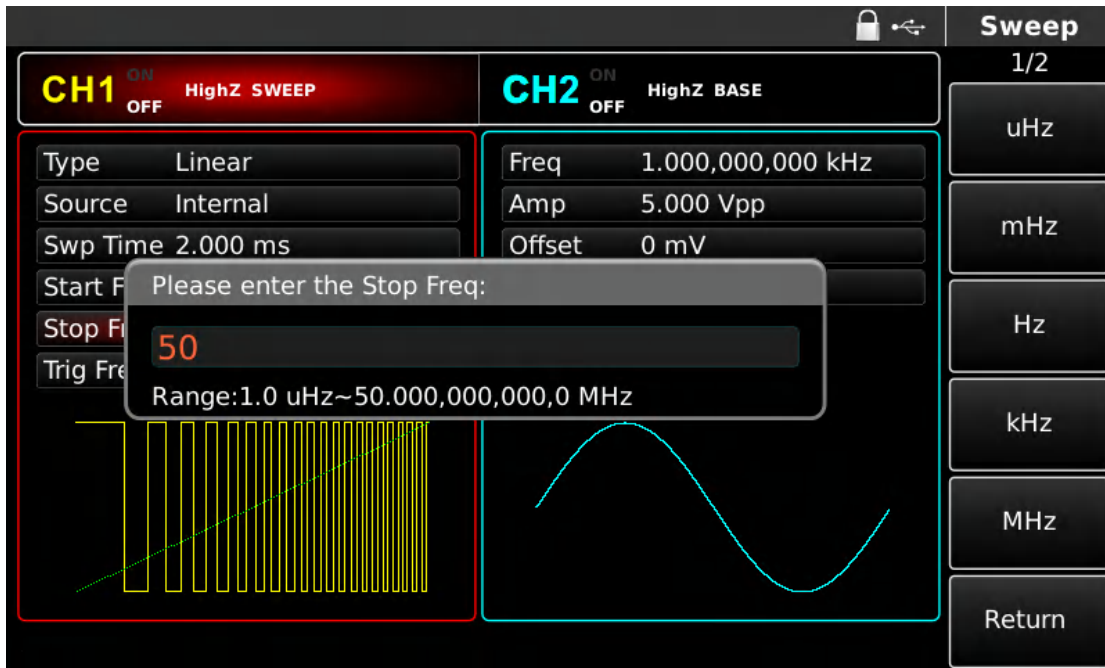 Sweep
1/2
CH1 ON OFF HighZ SWEEP
CH2 ON OFF HighZ BASE
Type Linear
Source Internal
Swp Time 2.000 ms
Start F
Stop Fr
Trig Fre
Freq 1.000,000,000 kHz
Amp 5.000 Vpp
Offset 0 mV
Please enter the Stop Freq:
50
Range:1.0 uHz~50.000,000,000,0 MHz
uHz
mHz
Hz
kHz
MHz
Return